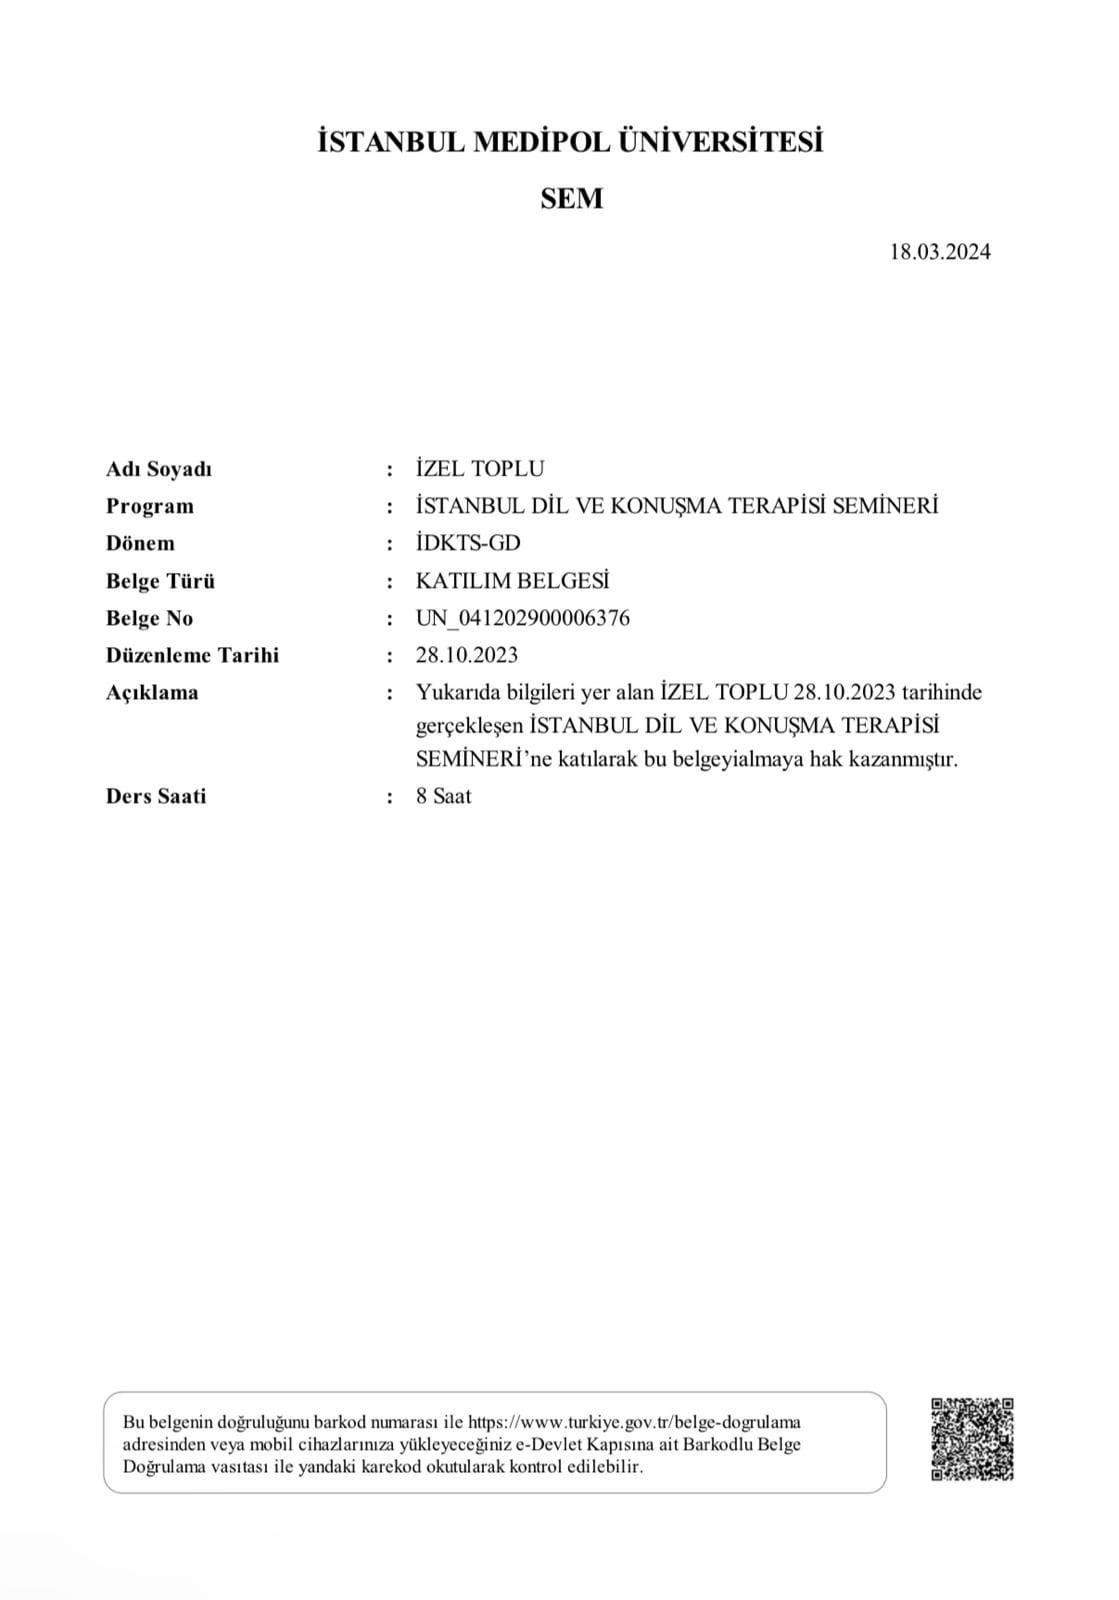 İSTANBUL MEDİPOL ÜNİVERSİTESİ
SEM
18.03.2024
Adı Soyadı : İZEL TOPLU
Program : İSTANBUL DİL VE KONUŞMA TERAPİSİ SEMİNERİ
Dönem : İDKTS-GD
Belge Türü : KATILIM BELGESİ
Belge No : UN_041202900006376
Düzenleme Tarihi : 28.10.2023
Açıklama : Yukarıda bilgileri yer alan İZEL TOPLU 28.10.2023 tarihinde
gerçekleşen İSTANBUL DİL VE KONUŞMA TERAPİSİ
SEMİNERİ’ne katılarak bu belgeyialmaya hak kazanmıştır.
Ders Saati : 8 Saat
Bu belgenin doğruluğunu barkod numarası ile https://www.turkiye.gov.tr/belge-dogrulama
adresinden veya mobil cihazlarınıza yükleyeceğiniz e-Devlet Kapısına ait Barkodlu Belge
Doğrulama vasıtası ile yandaki karekod okutularak kontrol edilebilir.